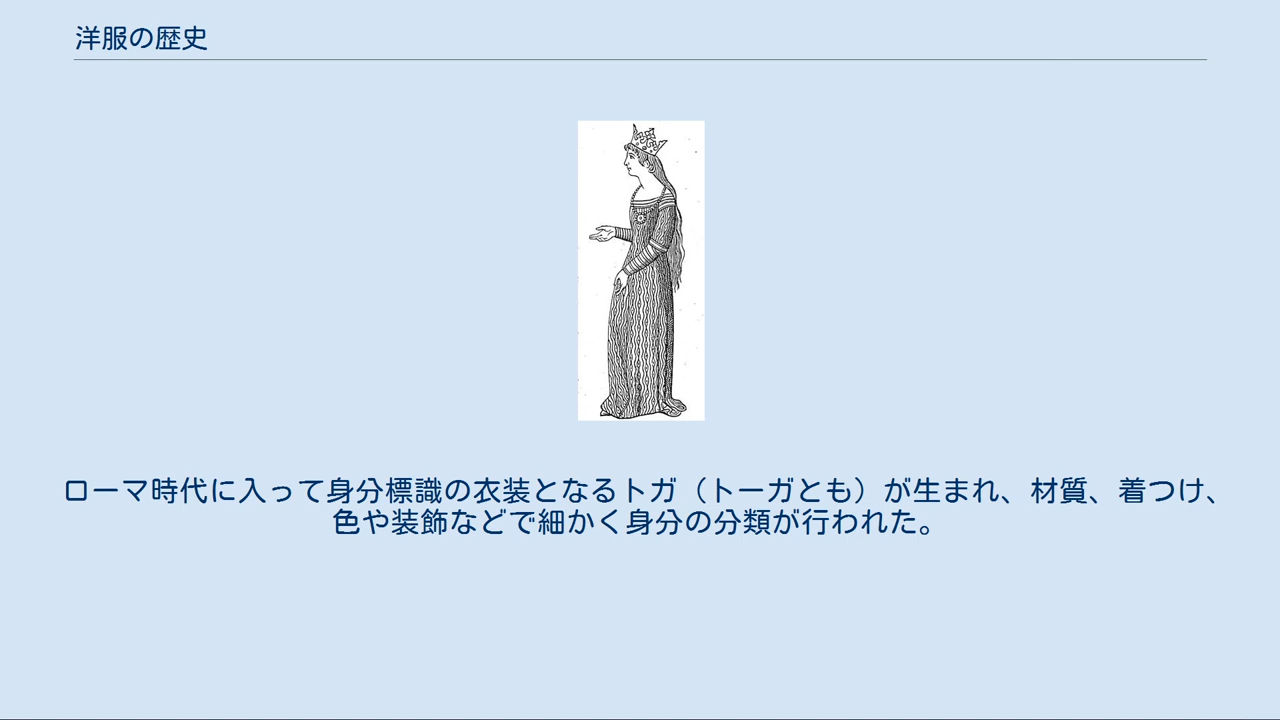 洋服の歴史
ローマ時代に入って身分標識の衣装となるトガ（トーガとも）が生まれ、材質、着つけ、
色や装飾などで細かく身分の分類が行われた。